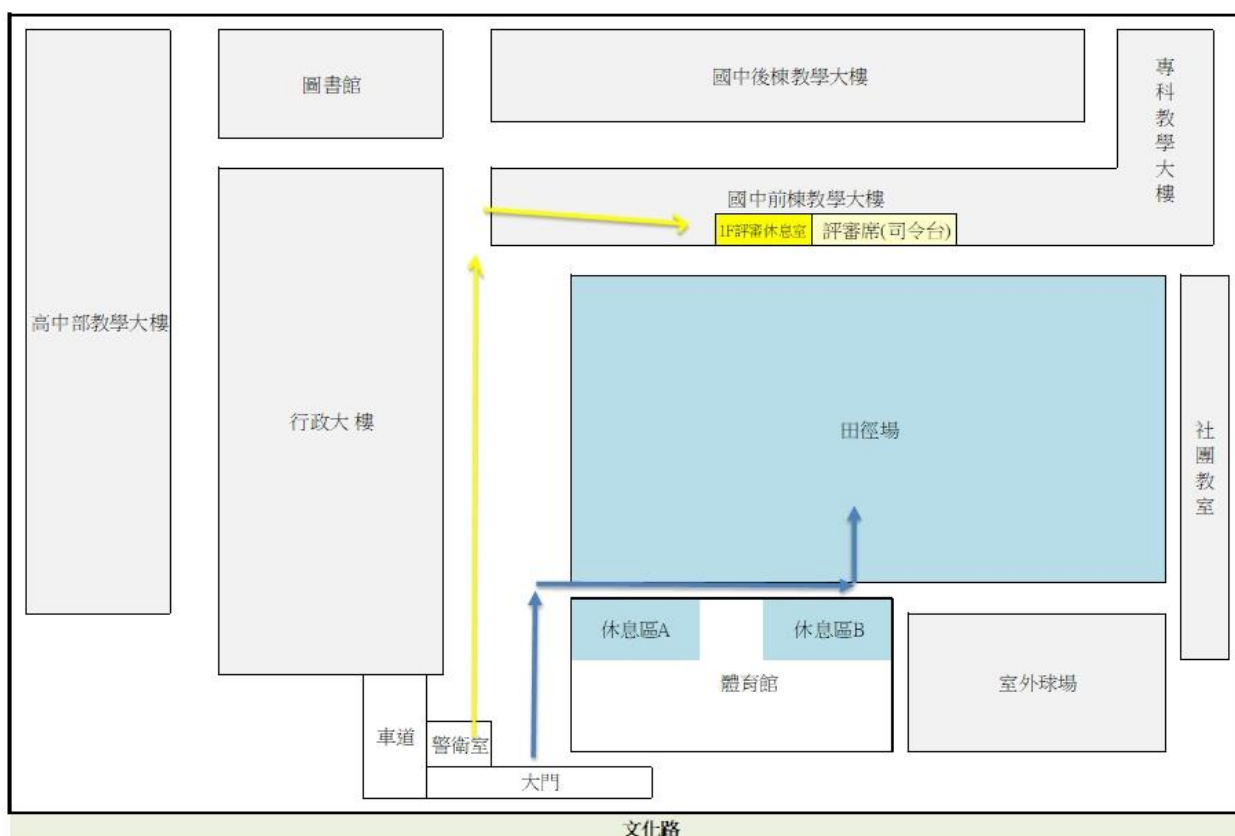 圖書館
國中後棟教學大樓
專科教學大樓
國中前棟教學大樓
1F評審休息室
評審席(司令台)
高中部教學大樓
行政大 樓
田徑場
社團教室
休息區A
休息區B
體育館
室外球場
車道
警衛室
大門
文化路